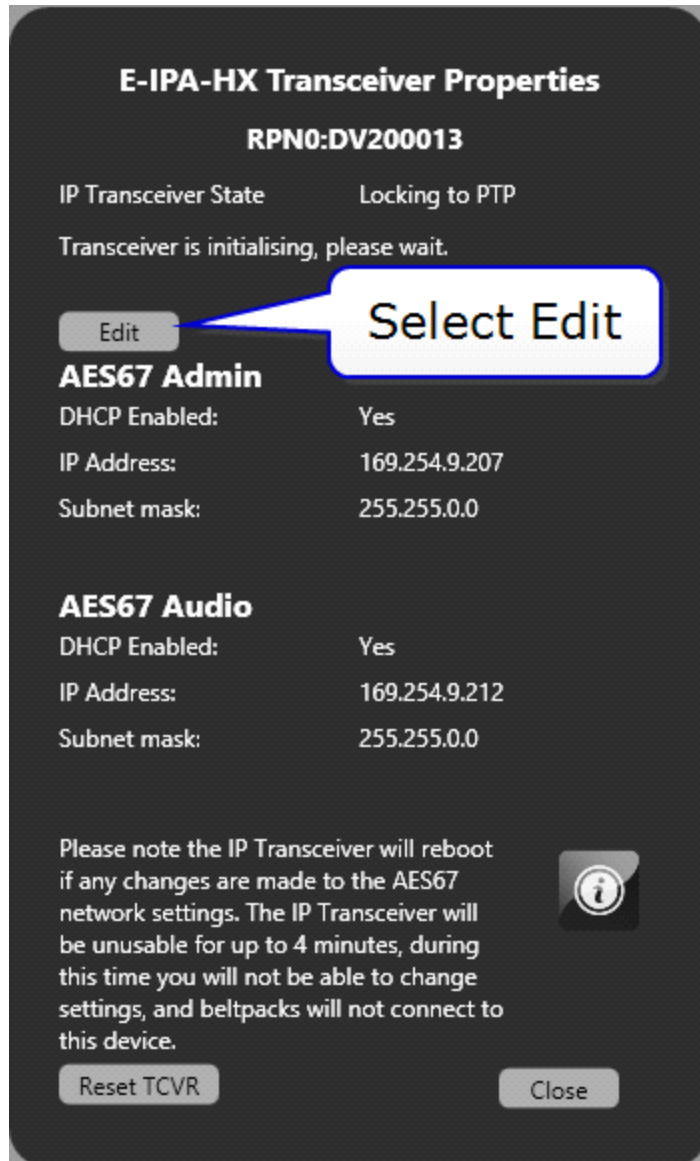 E-IPA-HX Transceiver Properties
RPN0:DV200013
IP Transceiver State Locking to PTP
Transceiver is initialising, please wait.
Edit
Select Edit
AES67 Admin
DHCP Enabled: Yes
IP Address: 169.254.9.207
Subnet mask: 255.255.0.0
AES67 Audio
DHCP Enabled: Yes
IP Address: 169.254.9.212
Subnet mask: 255.255.0.0
Please note the IP Transceiver will reboot
if any changes are made to the AES67
network settings. The IP Transceiver will
be unusable for up to 4 minutes, during
this time you will not be able to change
settings, and beltpacks will not connect to
this device.
Reset TCVR Close